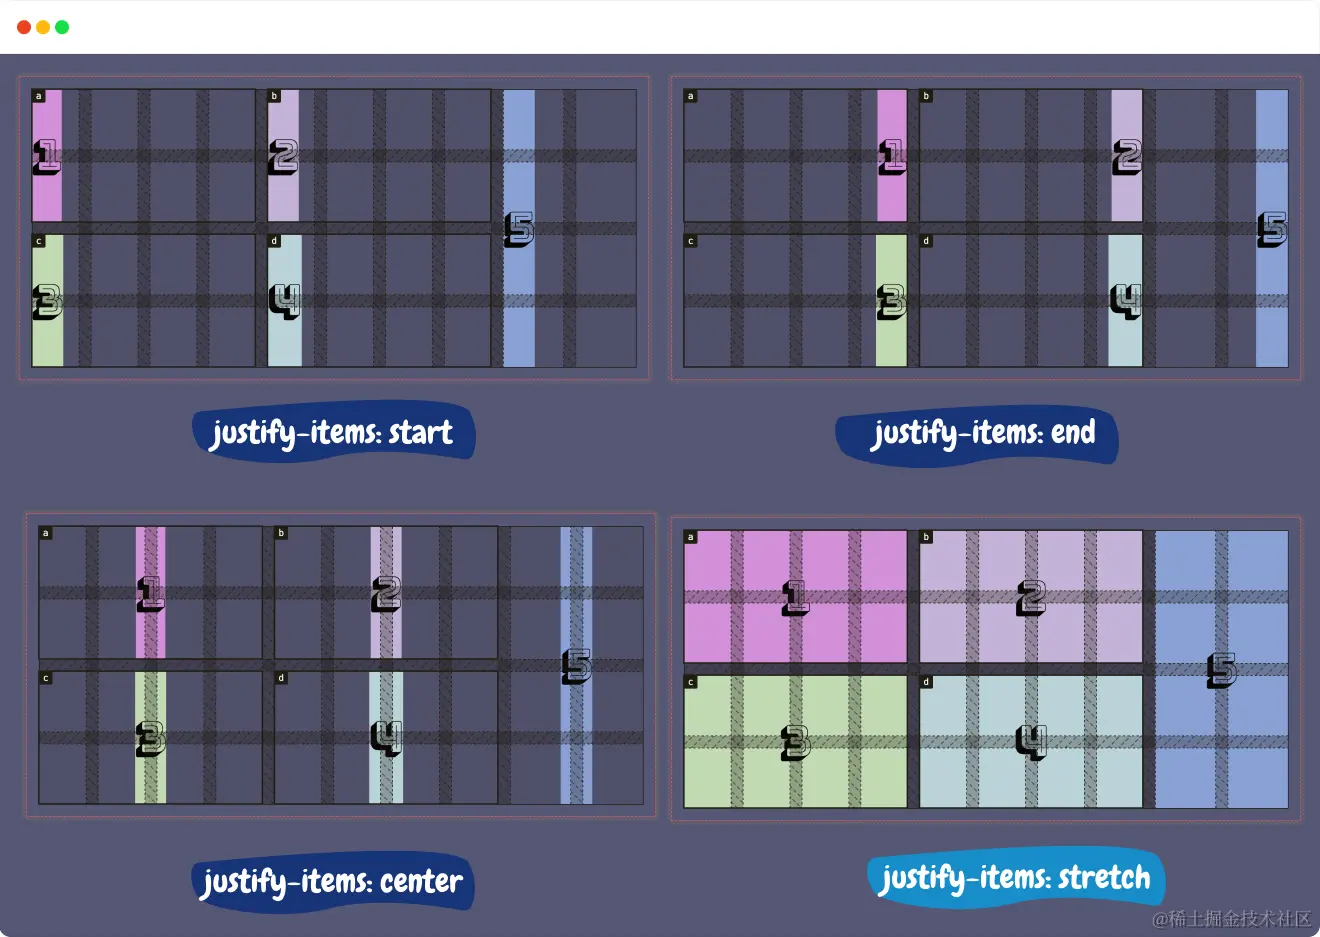 a
b
1
2
5
c
d
3
4
a
b
1
2
5
c
d
3
4
justify-items: start
justify-items: end
a
b
1
2
5
c
d
3
4
a
b
1
2
5
c
d
3
4
justify-items: center
justify-items: stretch
@稀土掘金技术社区